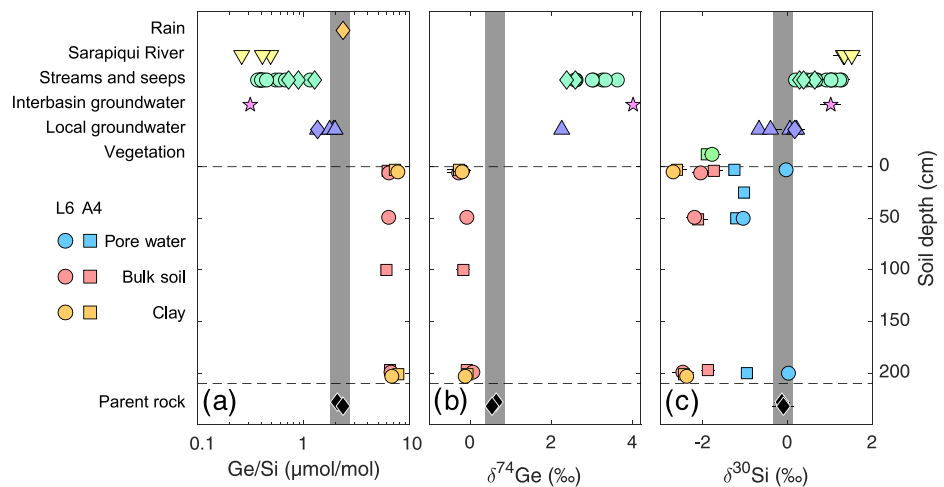 Rain
Sarapiqui River
Streams and seeps
Interbasin groundwater
Local groundwater
Vegetation
L6 A4
Pore water
Bulk soil
Clay
Parent rock
(a) (b) (c)
0
50
100
150
200
Soil depth (cm)
0.1 1 10
0 2 4
-2 0 2
Ge/Si (μmol/mol)
δ74Ge (‰)
δ30Si (‰)